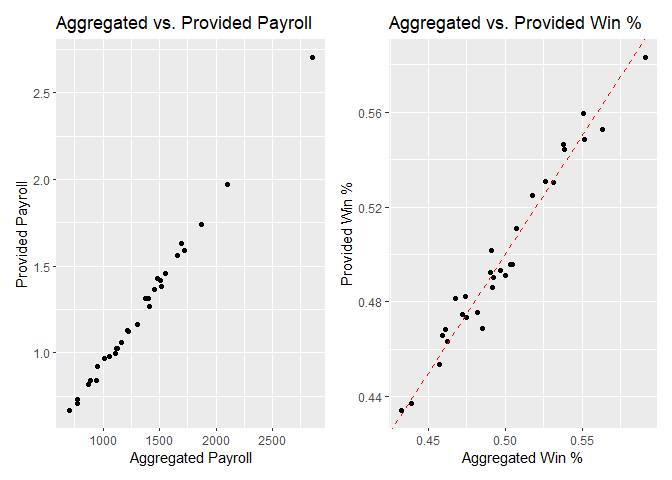 Aggregated vs. Provided Payroll
Provided Payroll
2.5
2.0
1.5
1.0
1000
1500
2000
2500
Aggregated Payroll
Aggregated vs. Provided Win %
Provided Win %
0.56
0.52
0.48
0.44
0.45
0.50
0.55
Aggregated Win %